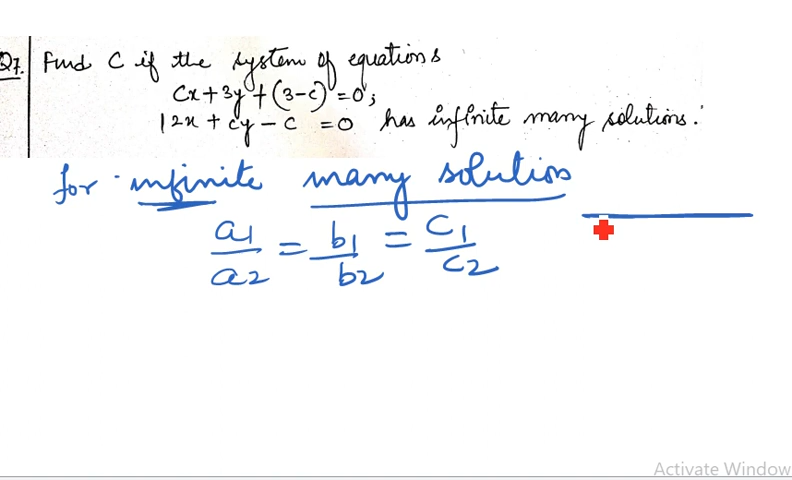 Q7. Find C if the system of equations
Cx + 3y + (3-c) = 0;
12x + cy - c = 0 has infinite many solutions.
for infinite many solution
a1/a2 = b1/b2 = C1/C2
Activate Window